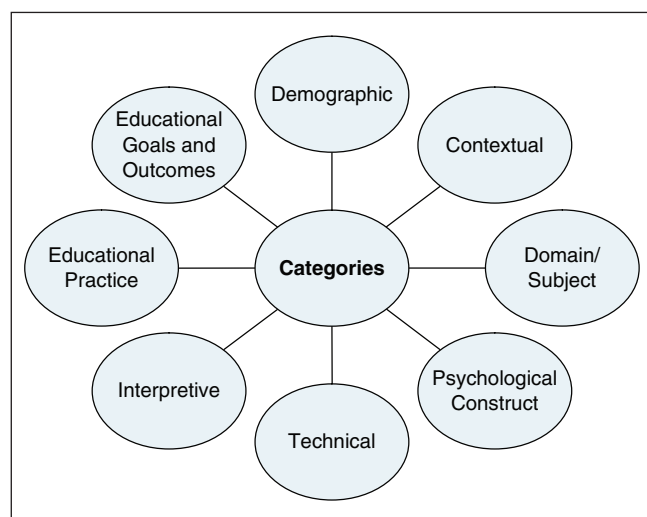 Demographic
Educational
Goals and
Outcomes
Contextual
Educational
Practice
Categories
Domain/
Subject
Interpretive
Psychological
Construct
Technical